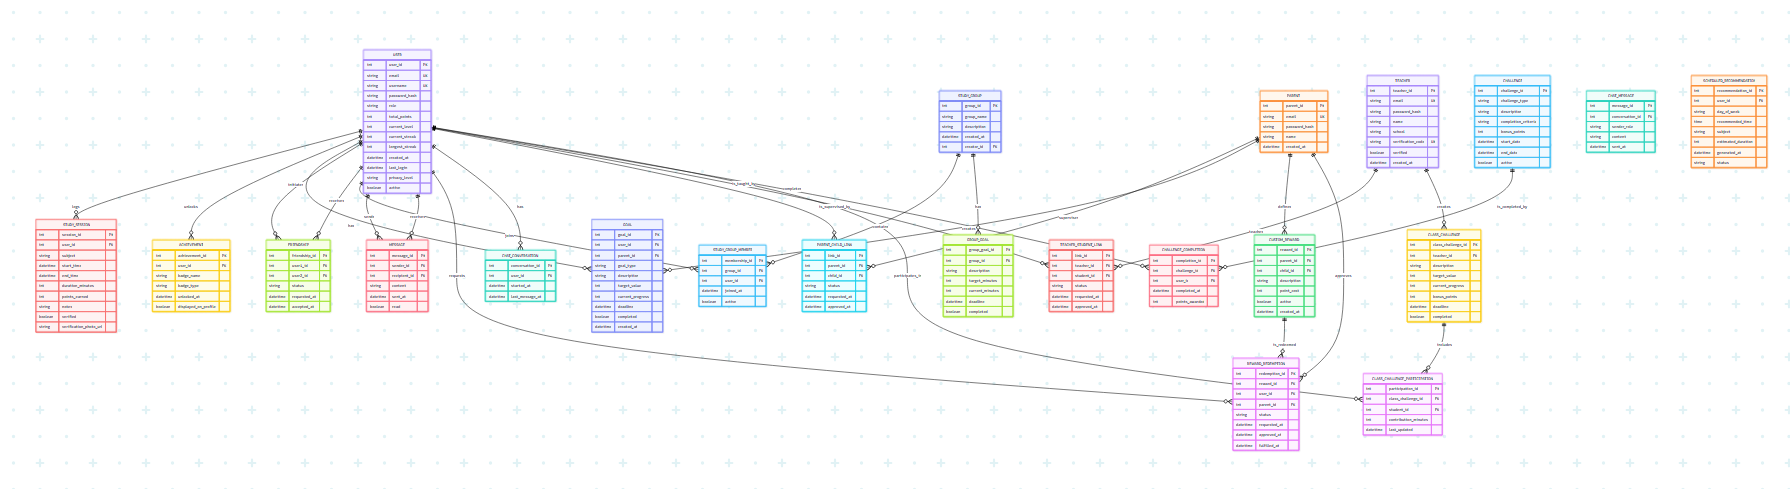 USER
int user_id PK
string email UK
string username UK
string password_hash
string role
int total_points
int current_level
int current_streak
int longest_streak
datetime created_at
datetime last_login
string privacy_level
boolean active
STUDY_GROUP
int group_id PK
string group_name
string description
datetime created_at
int creator_id FK
PARENT
int parent_id PK
string email UK
string password_hash
string name
datetime created_at
TEACHER
int teacher_id PK
string email UK
string password_hash
string name
string school
string verification_code UK
boolean verified
datetime created_at
CHALLENGE
int challenge_id PK
string challenge_type
string description
string completion_criteria
int bonus_points
datetime start_date
datetime end_date
boolean active
CHAT_MESSAGE
int message_id PK
int conversation_id FK
string sender_role
string content
datetime sent_at
SCHEDULED_RECOMMENDATION
int recommendation_id PK
int user_id FK
string day_of_week
time recommended_time
string subject
int estimated_duration
datetime generated_at
string status
logs
unlocks
initiates
receives
has
sends
receives
joins
has
requests
is_taught_by
completes
is_supervised_by
contains
participates_in
has
creates
supervises
teaches
defines
approves
creates
is_completed_by
is_redeemed
includes
STUDY_SESSION
int session_id PK
int user_id FK
string subject
datetime start_time
datetime end_time
int duration_minutes
int points_earned
string notes
boolean verified
string verification_photo_url
ACHIEVEMENT
int achievement_id PK
int user_id FK
string badge_name
string badge_type
datetime unlocked_at
boolean displayed_on_profile
FRIENDSHIP
int friendship_id PK
int user1_id FK
int user2_id FK
string status
datetime requested_at
datetime accepted_at
MESSAGE
int message_id PK
int sender_id FK
int recipient_id FK
string content
datetime sent_at
boolean read
CHAT_CONVERSATION
int conversation_id PK
int user_id FK
datetime started_at
datetime last_message_at
GOAL
int goal_id PK
int user_id FK
int parent_id FK
string goal_type
string description
int target_value
int current_progress
datetime deadline
boolean completed
datetime created_at
STUDY_GROUP_MEMBER
int membership_id PK
int group_id FK
int user_id FK
datetime joined_at
boolean active
PARENT_CHILD_LINK
int link_id PK
int parent_id FK
int child_id FK
string status
datetime requested_at
datetime approved_at
GROUP_GOAL
int group_goal_id PK
int group_id FK
string description
int target_minutes
int current_minutes
datetime deadline
boolean completed
TEACHER_STUDENT_LINK
int link_id PK
int teacher_id FK
int student_id FK
string status
datetime requested_at
datetime approved_at
CHALLENGE_COMPLETION
int completion_id PK
int challenge_id FK
int user_id FK
datetime completed_at
int points_awarded
CUSTOM_REWARD
int reward_id PK
int parent_id FK
int child_id FK
string description
int point_cost
boolean active
datetime created_at
CLASS_CHALLENGE
int class_challenge_id PK
int teacher_id FK
string description
int target_value
int current_progress
int bonus_points
datetime deadline
boolean completed
REWARD_REDEMPTION
int redemption_id PK
int reward_id FK
int user_id FK
int parent_id FK
string status
datetime requested_at
datetime approved_at
datetime fulfilled_at
CLASS_CHALLENGE_PARTICIPATION
int participation_id PK
int class_challenge_id FK
int student_id FK
int contribution_minutes
datetime last_updated